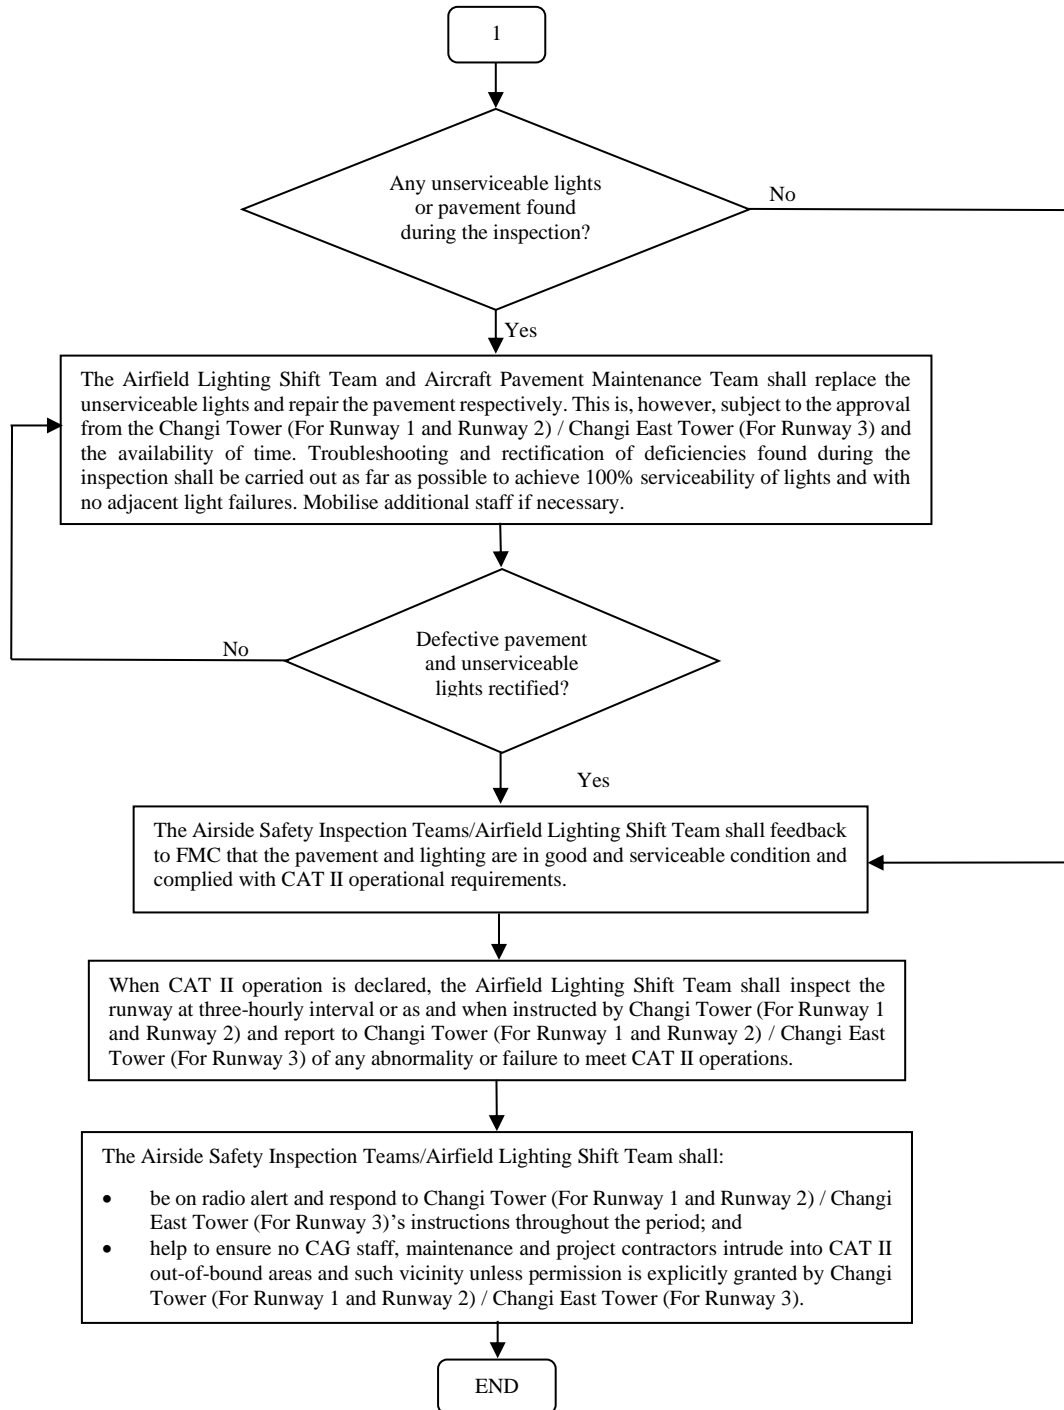 1
Any unserviceable lights
or pavement found
during the inspection?
No
Yes
The Airfield Lighting Shift Team and Aircraft Pavement Maintenance Team shall replace the
unserviceable lights and repair the pavement respectively. This is, however, subject to the approval
from the Changi Tower (For Runway 1 and Runway 2) / Changi East Tower (For Runway 3) and
the availability of time. Troubleshooting and rectification of deficiencies found during the
inspection shall be carried out as far as possible to achieve 100% serviceability of lights and with
no adjacent light failures. Mobilise additional staff if necessary.
Defective pavement
and unserviceable
lights rectified?
No
Yes
The Airside Safety Inspection Teams/Airfield Lighting Shift Team shall feedback
to FMC that the pavement and lighting are in good and serviceable condition and
complied with CAT II operational requirements.
When CAT II operation is declared, the Airfield Lighting Shift Team shall inspect the
runway at three-hourly interval or as and when instructed by Changi Tower (For Runway 1
and Runway 2) and report to Changi Tower (For Runway 1 and Runway 2) / Changi East
Tower (For Runway 3) of any abnormality or failure to meet CAT II operations.
The Airside Safety Inspection Teams/Airfield Lighting Shift Team shall:
• be on radio alert and respond to Changi Tower (For Runway 1 and Runway 2) / Changi
East Tower (For Runway 3)'s instructions throughout the period; and
• help to ensure no CAG staff, maintenance and project contractors intrude into CAT II
out-of-bound areas and such vicinity unless permission is explicitly granted by Changi
Tower (For Runway 1 and Runway 2) / Changi East Tower (For Runway 3).
END